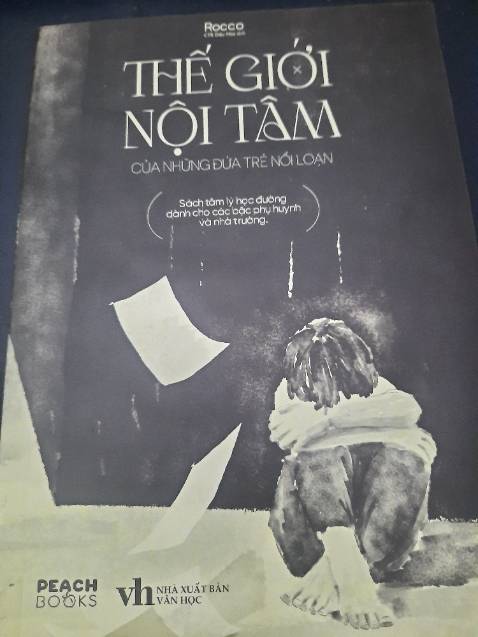 Rocco
THẾ GIỚI
NỘI TÂM
CỦA NHỮNG ĐỨA TRẺ NỔI LOẠN
Sách tâm lý học đường
dành cho các bậc phụ huynh
và nhà trường.
PEACH
BOOKS
vh NHÀ XUẤT BẢN
VĂN HỌC